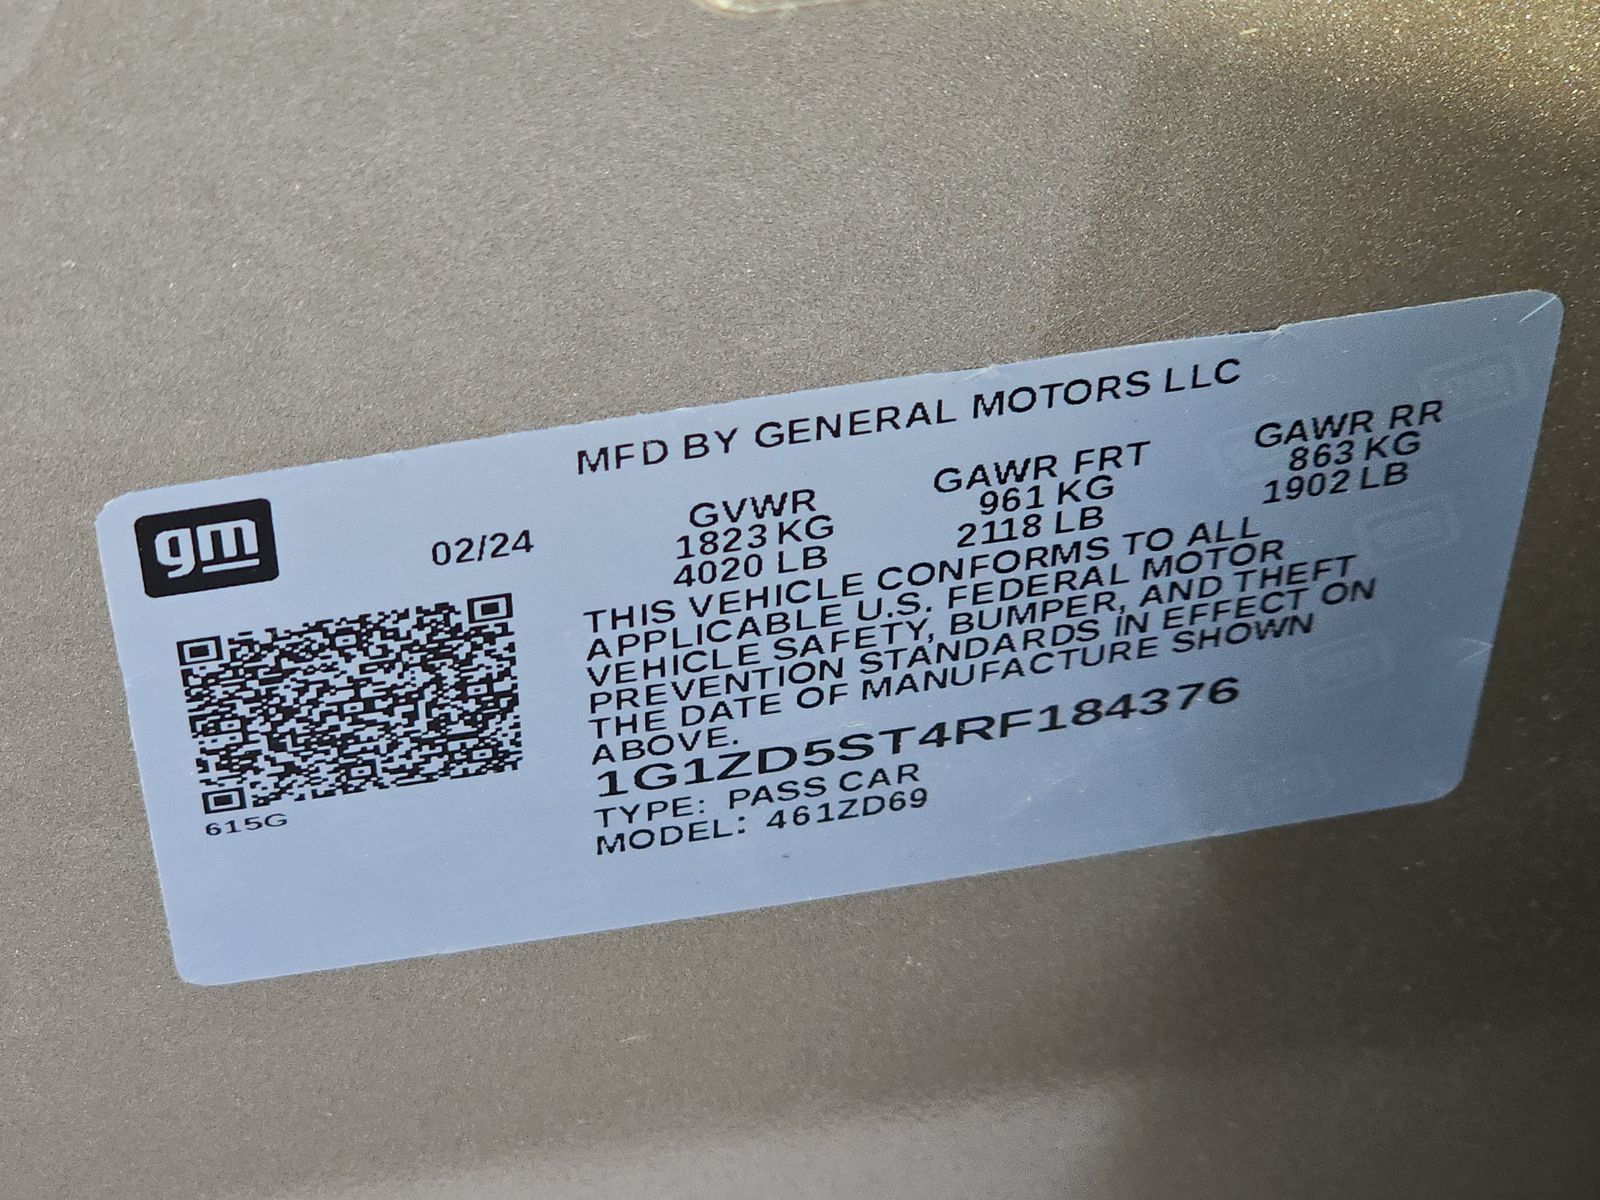 MFD BY GENERAL MOTORS LLC
gm
02/24
GVWR
1823 KG
4020 LB
GAWR FRT
961 KG
2118 LB
GAWR RR
863 KG
1902 LB
THIS VEHICLE CONFORMS TO ALL
APPLICABLE U.S. FEDERAL MOTOR
VEHICLE SAFETY, BUMPER, AND THEFT
PREVENTION STANDARDS IN EFFECT ON
THE DATE OF MANUFACTURE SHOWN
ABOVE.
1G1ZD5ST4RF184376
TYPE: PASS CAR
MODEL: 461ZD69
615G